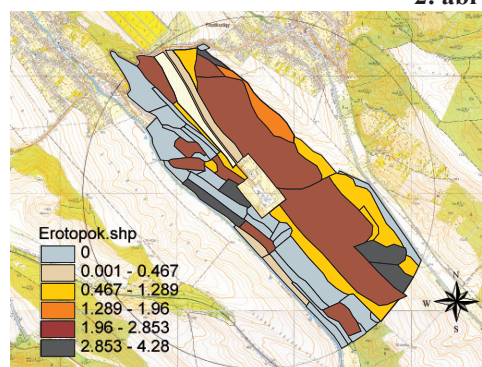 2. ábr
Erotopok.shp
0
0.001 - 0.467
0.467 - 1.289
1.289 - 1.96
1.96 - 2.853
2.853 - 4.28
N
W E
S